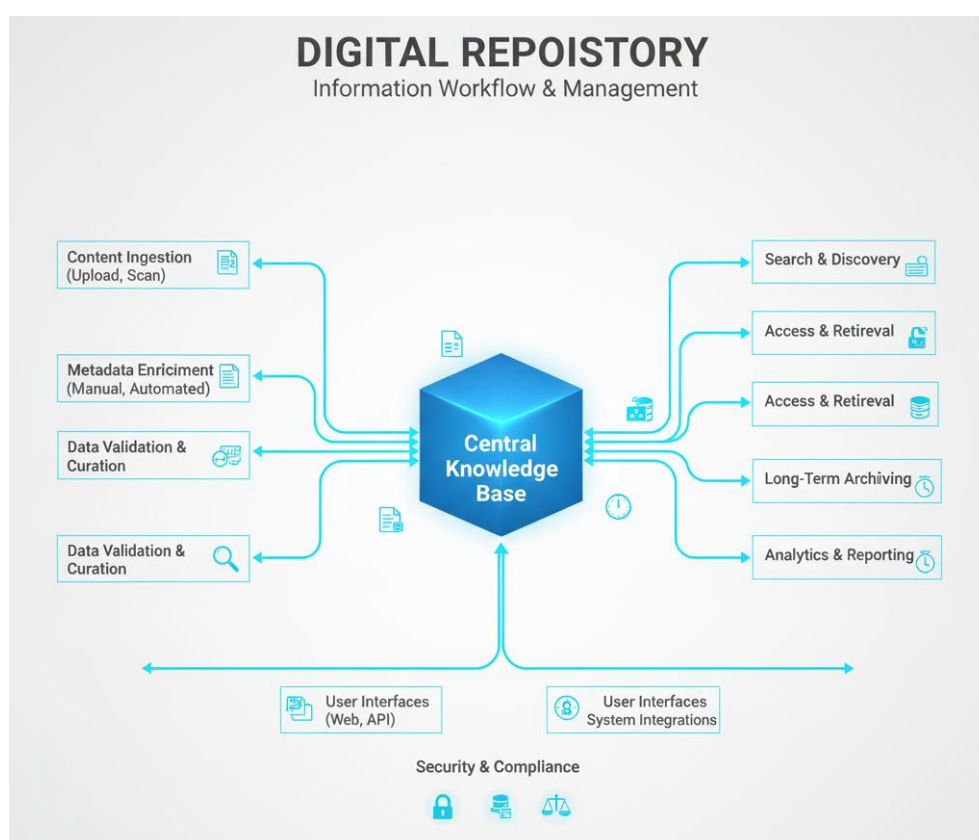 DIGITAL REPOISTORY
Information Workflow & Management
Content Ingestion
(Upload, Scan)
Metadata Enriciment
(Manual, Automated)
Data Validation &
Curation
Data Validation &
Curation
Central
Knowledge
Base
Search & Discovery
Access & Retireval
Access & Retireval
Long-Term Archiving
Analytics & Reporting
User Interfaces
(Web, API)
User Interfaces
System Integrations
Security & Compliance